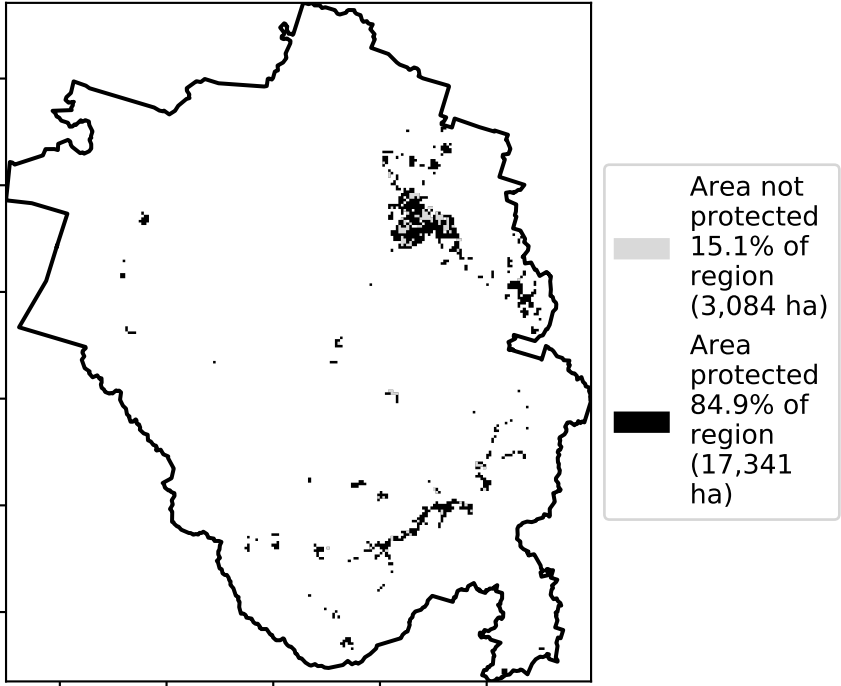 Area not
protected
15.1% of
region
(3,084 ha)
Area
protected
84.9% of
region
(17,341
ha)